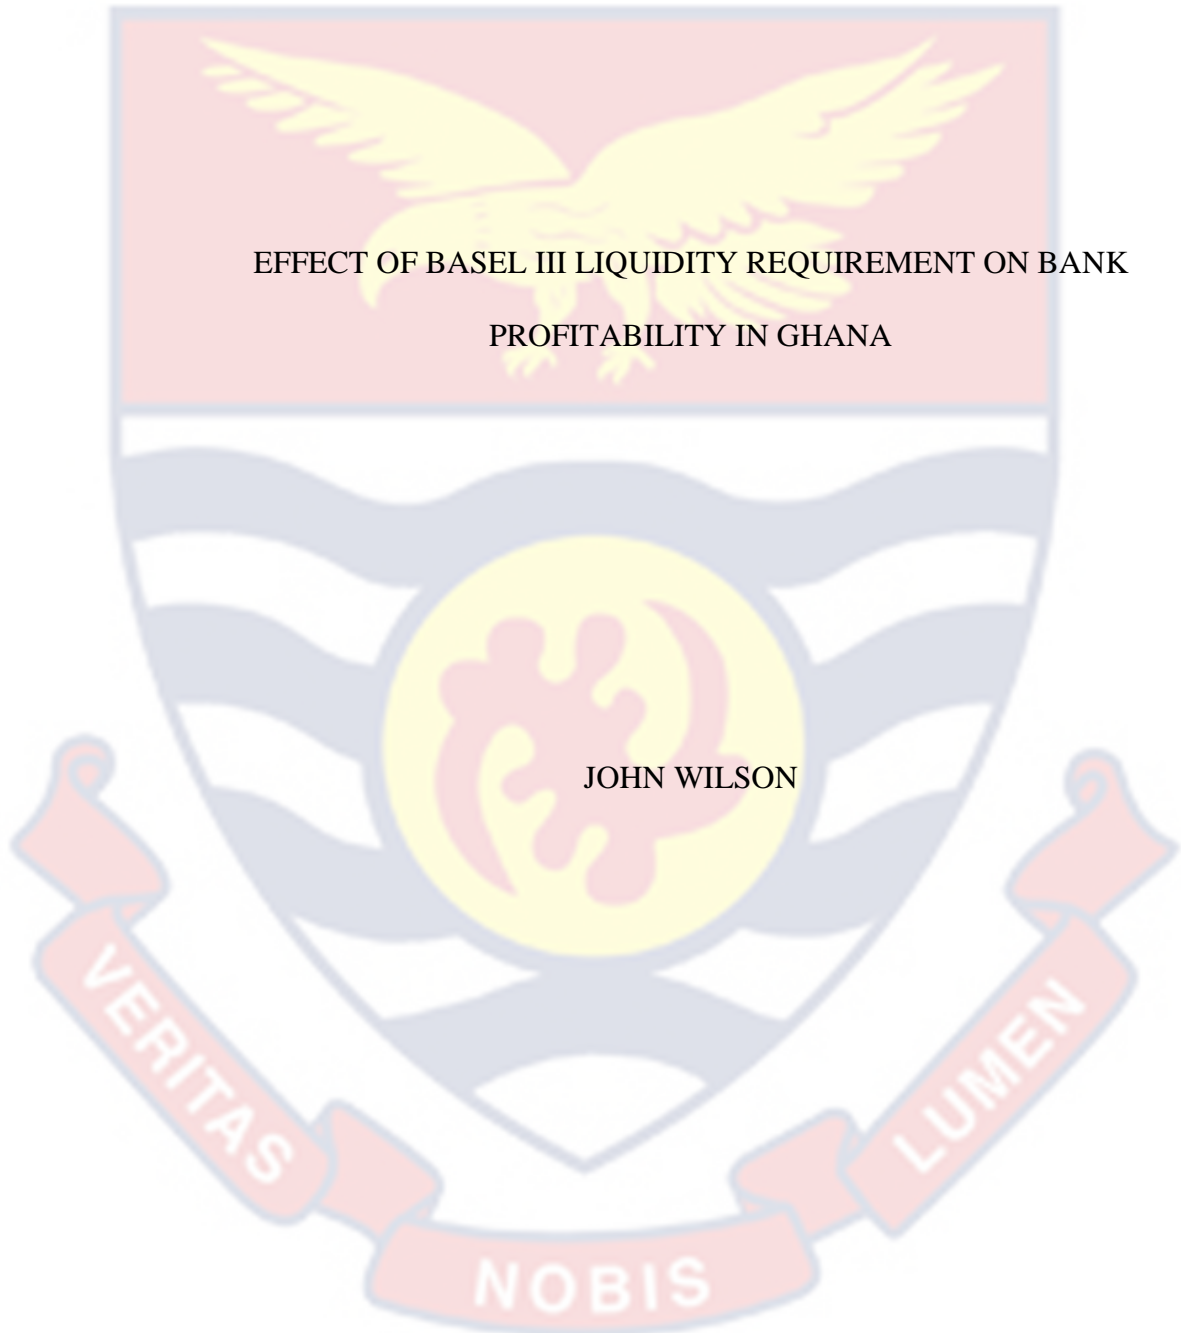 EFFECT OF BASEL III LIQUIDITY REQUIREMENT ON BANK
PROFITABILITY IN GHANA
JOHN WILSON
VERITAS
NOBIS
LUMEN